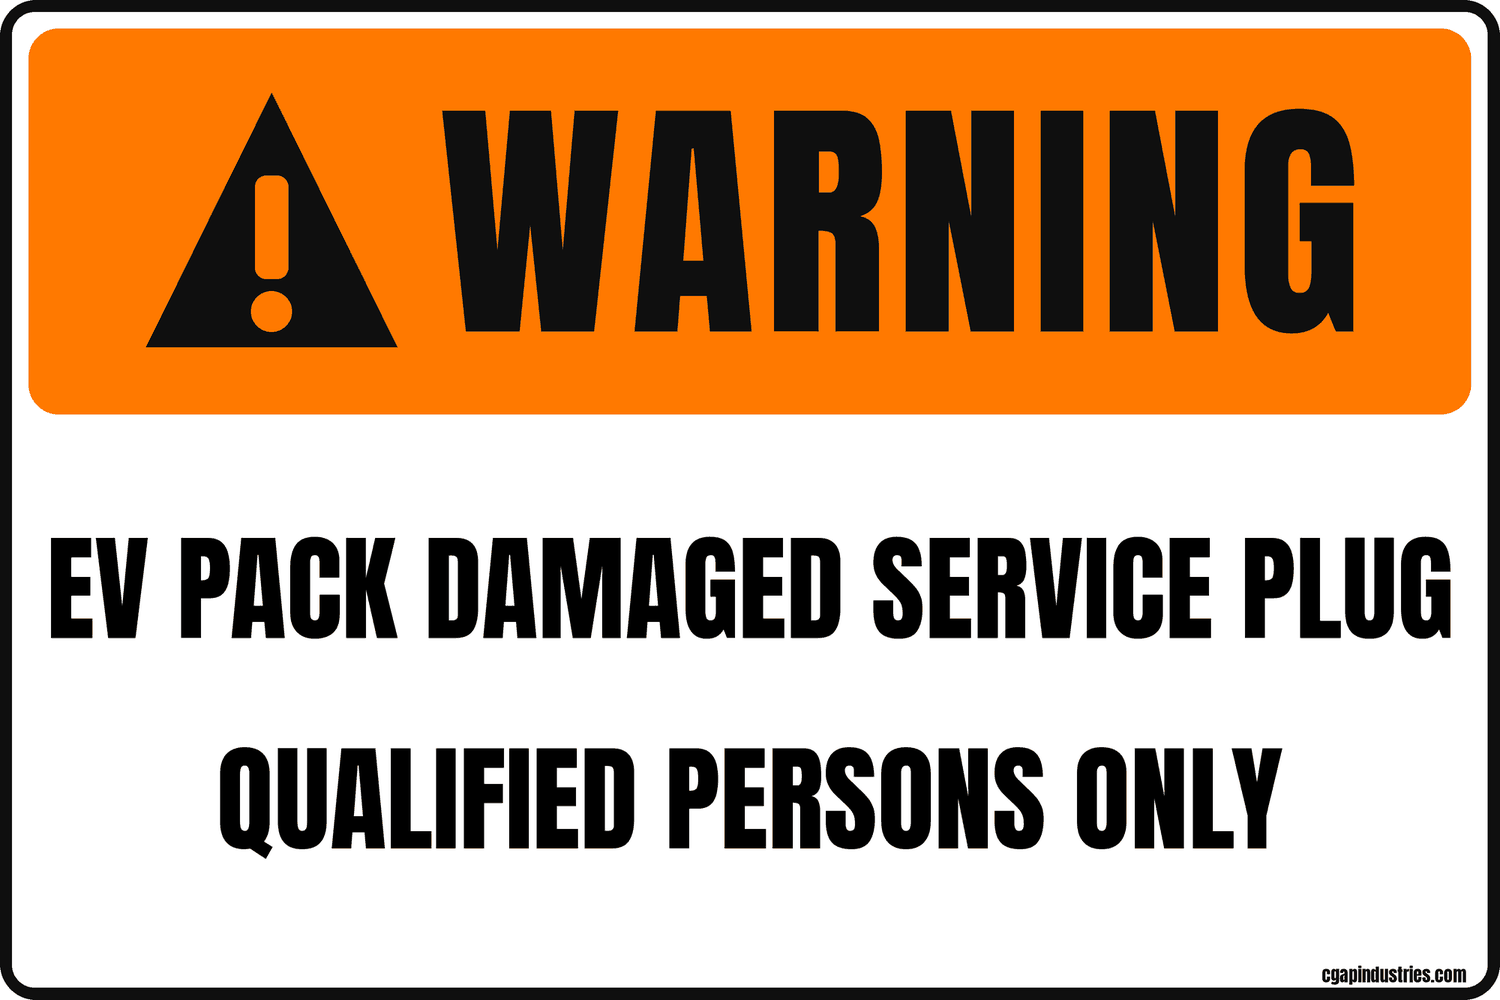 WARNING
EV PACK DAMAGED SERVICE PLUG
QUALIFIED PERSONS ONLY
cgapindustries.com